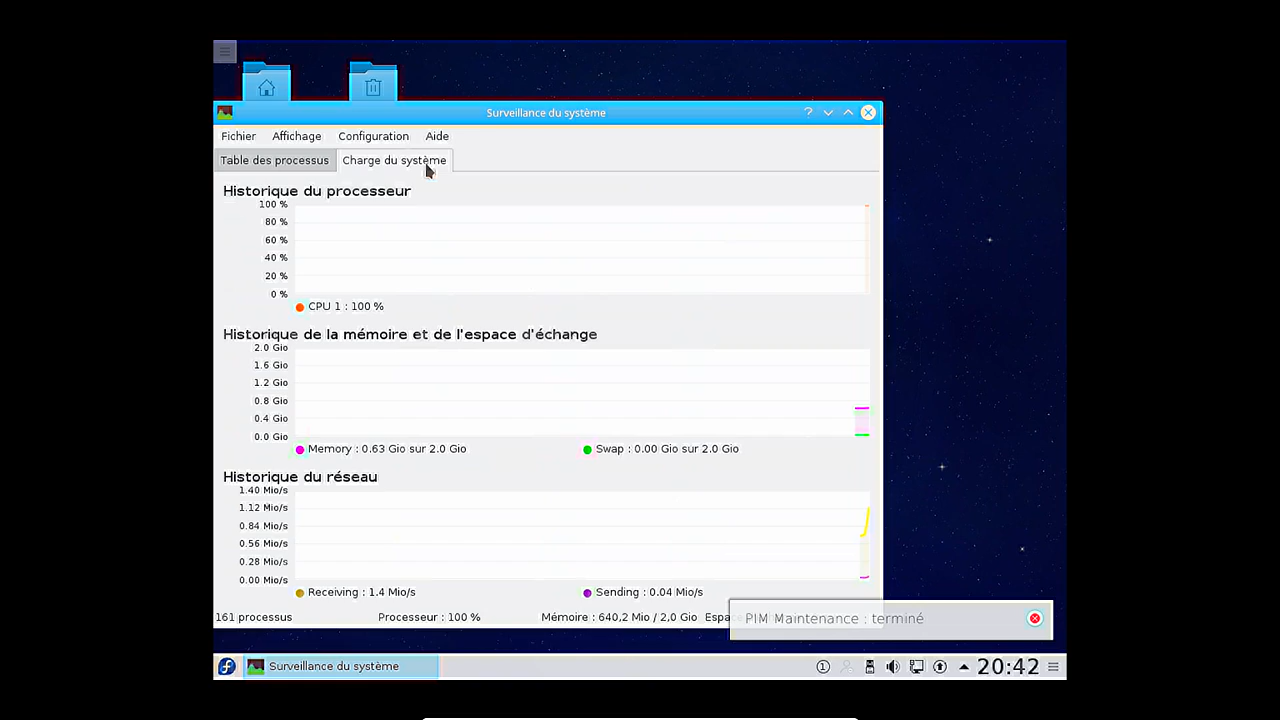 Surveillance du système
?
Fichier Affichage Configuration Aide
Table des processus Charge du système
Historique du processeur
100 %
80 %
60 %
40 %
20 %
0 %
CPU 1 : 100 %
Historique de la mémoire et de l'espace d'échange
2.0 Gio
1.6 Gio
1.2 Gio
0.8 Gio
0.4 Gio
0.0 Gio
Memory : 0.63 Gio sur 2.0 Gio Swap : 0.00 Gio sur 2.0 Gio
Historique du réseau
1.40 Mio/s
1.12 Mio/s
0.84 Mio/s
0.56 Mio/s
0.28 Mio/s
0.00 Mio/s
Receiving : 1.4 Mio/s Sending : 0.04 Mio/s
161 processus Processeur : 100 % Mémoire : 640,2 Mio / 2,0 Gio
PIM Maintenance : terminé
Surveillance du système 1 20:42